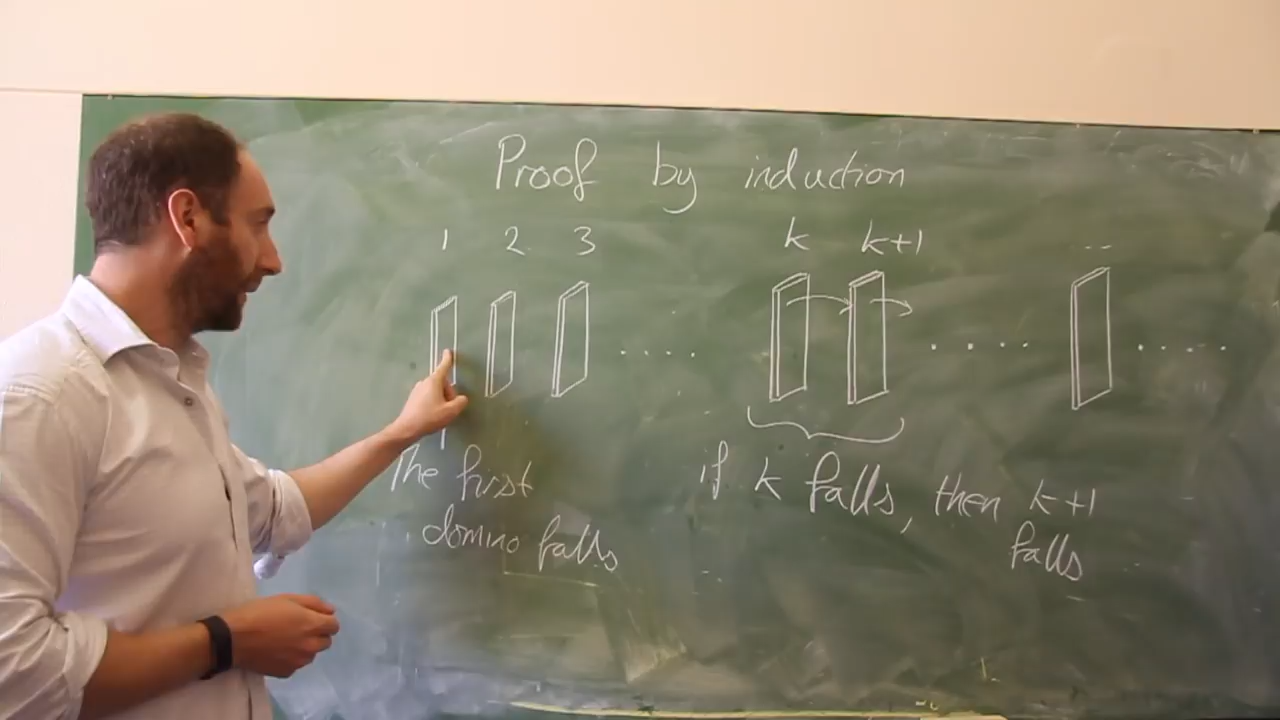 Proof by induction
1 2 3 k k+1 --
.... .... .....
The first
domino falls
if k falls, then k+1
falls